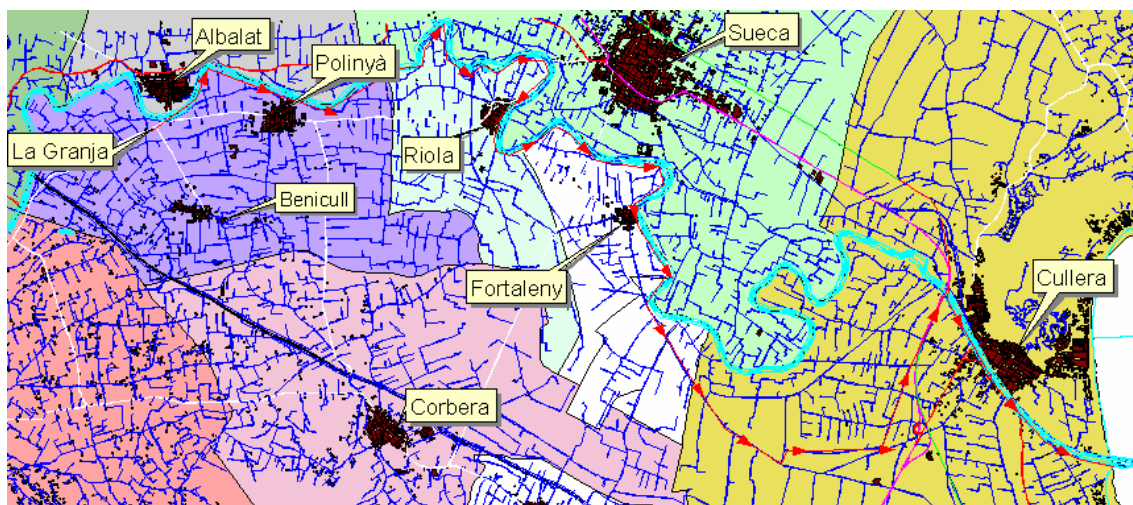 Albalat
Sueca
Polinyà
La Granja
Riola
Benicull
Fortaleny
Cullera
Corbera